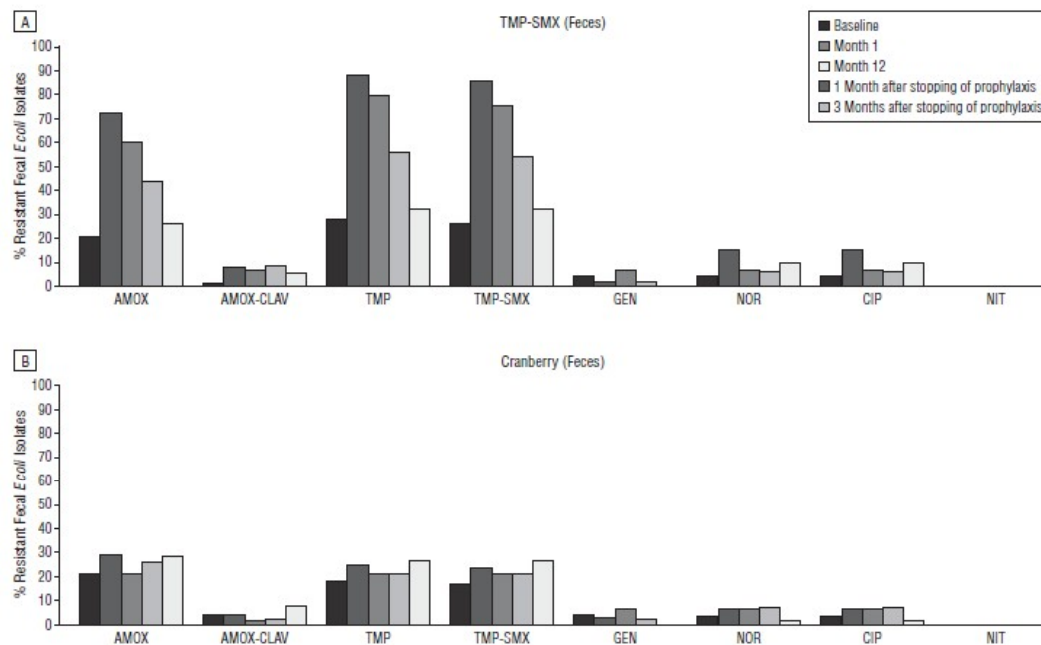 A
TMP-SMX (Feces)
Baseline
Month 1
Month 12
1 Month after stopping of prophylaxis
3 Months after stopping of prophylaxis
% Resistant Fecal E coli Isolates
100
90
80
70
60
50
40
30
20
10
0
AMOX AMOX-CLAV TMP TMP-SMX GEN NOR CIP NIT
B
Cranberry (Feces)
% Resistant Fecal E coli Isolates
100
90
80
70
60
50
40
30
20
10
0
AMOX AMOX-CLAV TMP TMP-SMX GEN NOR CIP NIT